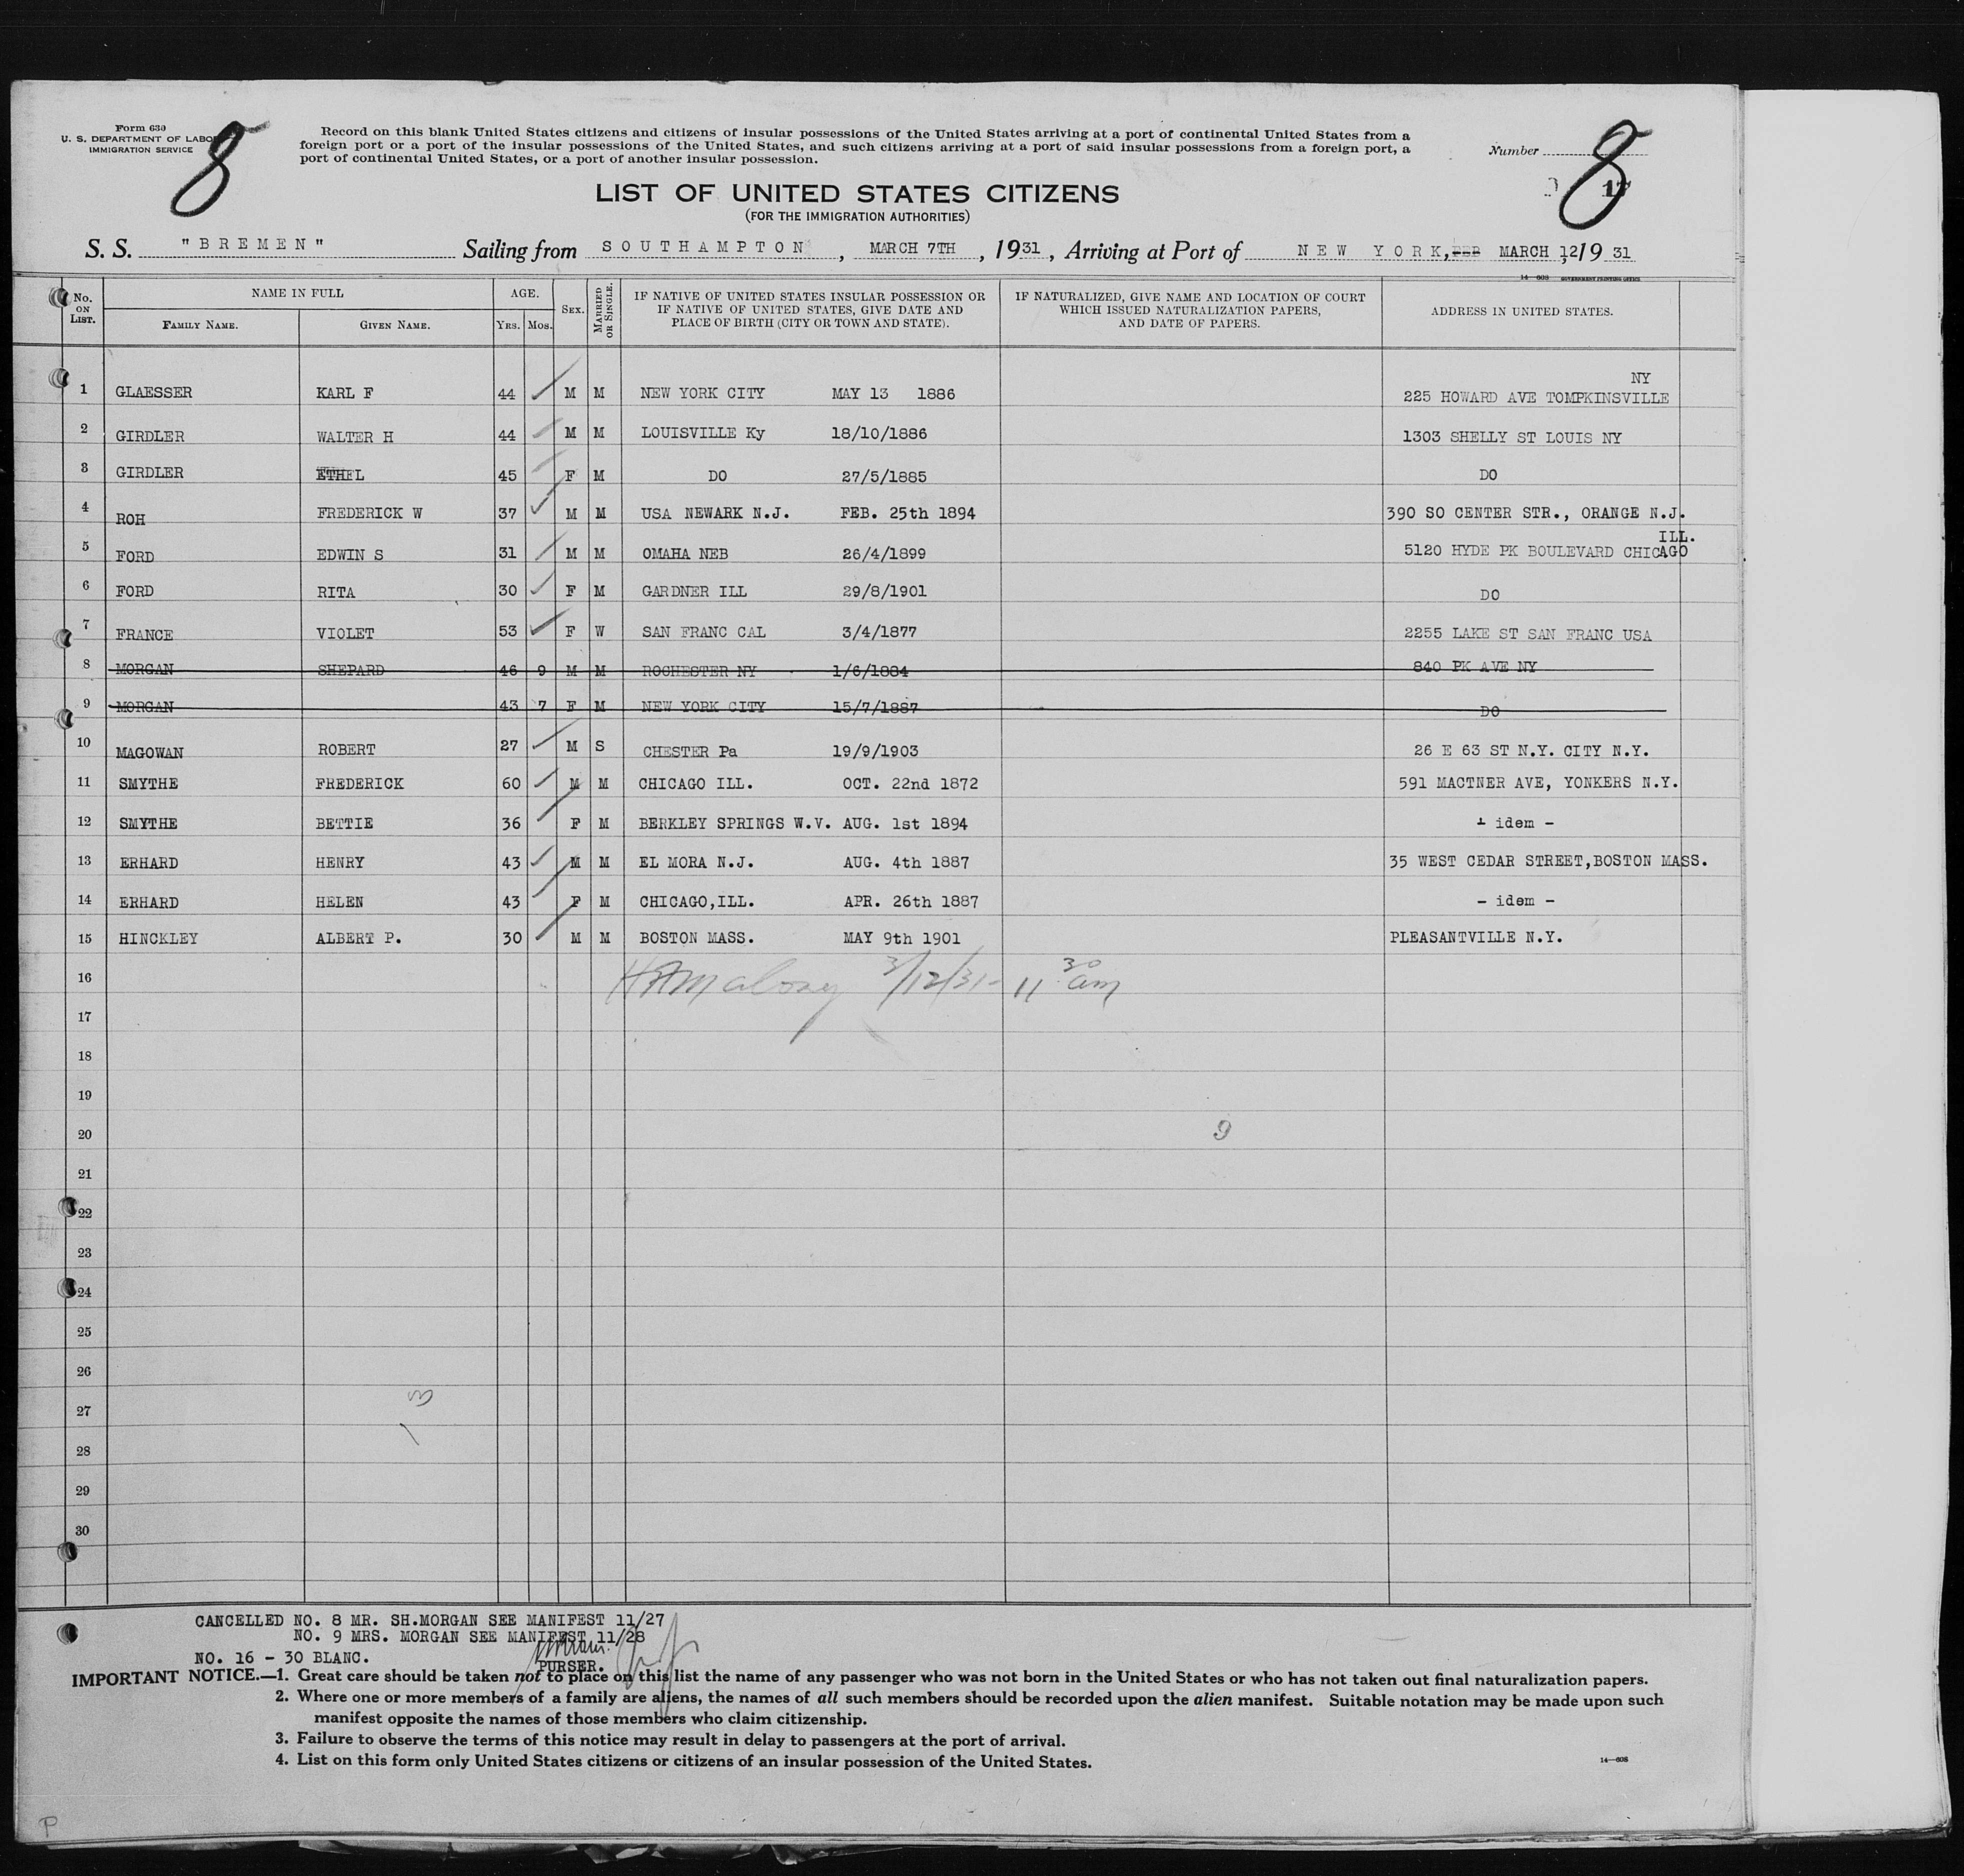 Form 630
U. S. DEPARTMENT OF LABOR
IMMIGRATION SERVICE
8
Record on this blank United States citizens and citizens of insular possessions of the United States arriving at a port of continental United States from a
foreign port or a port of the insular possessions of the United States, and such citizens arriving at a port of said insular possessions from a foreign port, a
port of continental United States, or a port of another insular possession.
Number
8
17
LIST OF UNITED STATES CITIZENS
(FOR THE IMMIGRATION AUTHORITIES)
S. S. "BREMEN" Sailing from SOUTHAMPTON, MARCH 7TH, 1931, Arriving at Port of NEW YORK, FEB MARCH 12, 1931
14—608 GOVERNMENT PRINTING OFFICE
No. ON LIST. NAME IN FULL FAMILY NAME. GIVEN NAME. AGE. YRS. MOS. SEX. MARRIED OR SINGLE. IF NATIVE OF UNITED STATES INSULAR POSSESSION OR IF NATIVE OF UNITED STATES, GIVE DATE AND PLACE OF BIRTH (CITY OR TOWN AND STATE). IF NATURALIZED, GIVE NAME AND LOCATION OF COURT WHICH ISSUED NATURALIZATION PAPERS, AND DATE OF PAPERS. ADDRESS IN UNITED STATES.
NY
1 GLAESSER KARL F 44 M M NEW YORK CITY MAY 13 1886 225 HOWARD AVE TOMPKINSVILLE
2 GIRDLER WALTER H 44 M M LOUISVILLE Ky 18/10/1886 1303 SHELLY ST LOUIS NY
3 GIRDLER ETHEL 45 F M DO 27/5/1885 DO
4 ROH FREDERICK W 37 M M USA NEWARK N.J. FEB. 25th 1894 390 SO CENTER STR., ORANGE N.J.
ILL.
5 FORD EDWIN S 31 M M OMAHA NEB 26/4/1899 5120 HYDE PK BOULEVARD CHICAGO
6 FORD RITA 30 F M GARDNER ILL 29/8/1901 DO
7 FRANCE VIOLET 53 F W SAN FRANC CAL 3/4/1877 2255 LAKE ST SAN FRANC USA
8 MORGAN SHEPARD 46 9 M M ROCHESTER NY 1/6/1884 840 PK AVE NY
9 MORGAN 43 7 F M NEW YORK CITY 15/7/1887 DO
10 MAGOWAN ROBERT 27 M S CHESTER Pa 19/9/1903 26 E 63 ST N.Y. CITY N.Y.
11 SMYTHE FREDERICK 60 M M CHICAGO ILL. OCT. 22nd 1872 591 MACTNER AVE, YONKERS N.Y.
12 SMYTHE BETTIE 36 F M BERKLEY SPRINGS W.V. AUG. 1st 1894 - idem -
13 ERHARD HENRY 43 M M EL MORA N.J. AUG. 4th 1887 35 WEST CEDAR STREET,BOSTON MASS.
14 ERHARD HELEN 43 F M CHICAGO,ILL. APR. 26th 1887 - idem -
15 HINCKLEY ALBERT P. 30 M M BOSTON MASS. MAY 9th 1901 PLEASANTVILLE N.Y.
16 3/12/31- 11 30 am
17
18
19
20 9
21
22
23
24
25
26
27
28
29
30
CANCELLED NO. 8 MR. SH.MORGAN SEE MANIFEST 11/27
NO. 9 MRS. MORGAN SEE MANIFEST 11/28
NO. 16 - 30 BLANC.
PURSER.
IMPORTANT NOTICE.—1. Great care should be taken not to place on this list the name of any passenger who was not born in the United States or who has not taken out final naturalization papers.
2. Where one or more members of a family are aliens, the names of all such members should be recorded upon the alien manifest. Suitable notation may be made upon such
manifest opposite the names of those members who claim citizenship.
3. Failure to observe the terms of this notice may result in delay to passengers at the port of arrival.
4. List on this form only United States citizens or citizens of an insular possession of the United States.
14—608
P